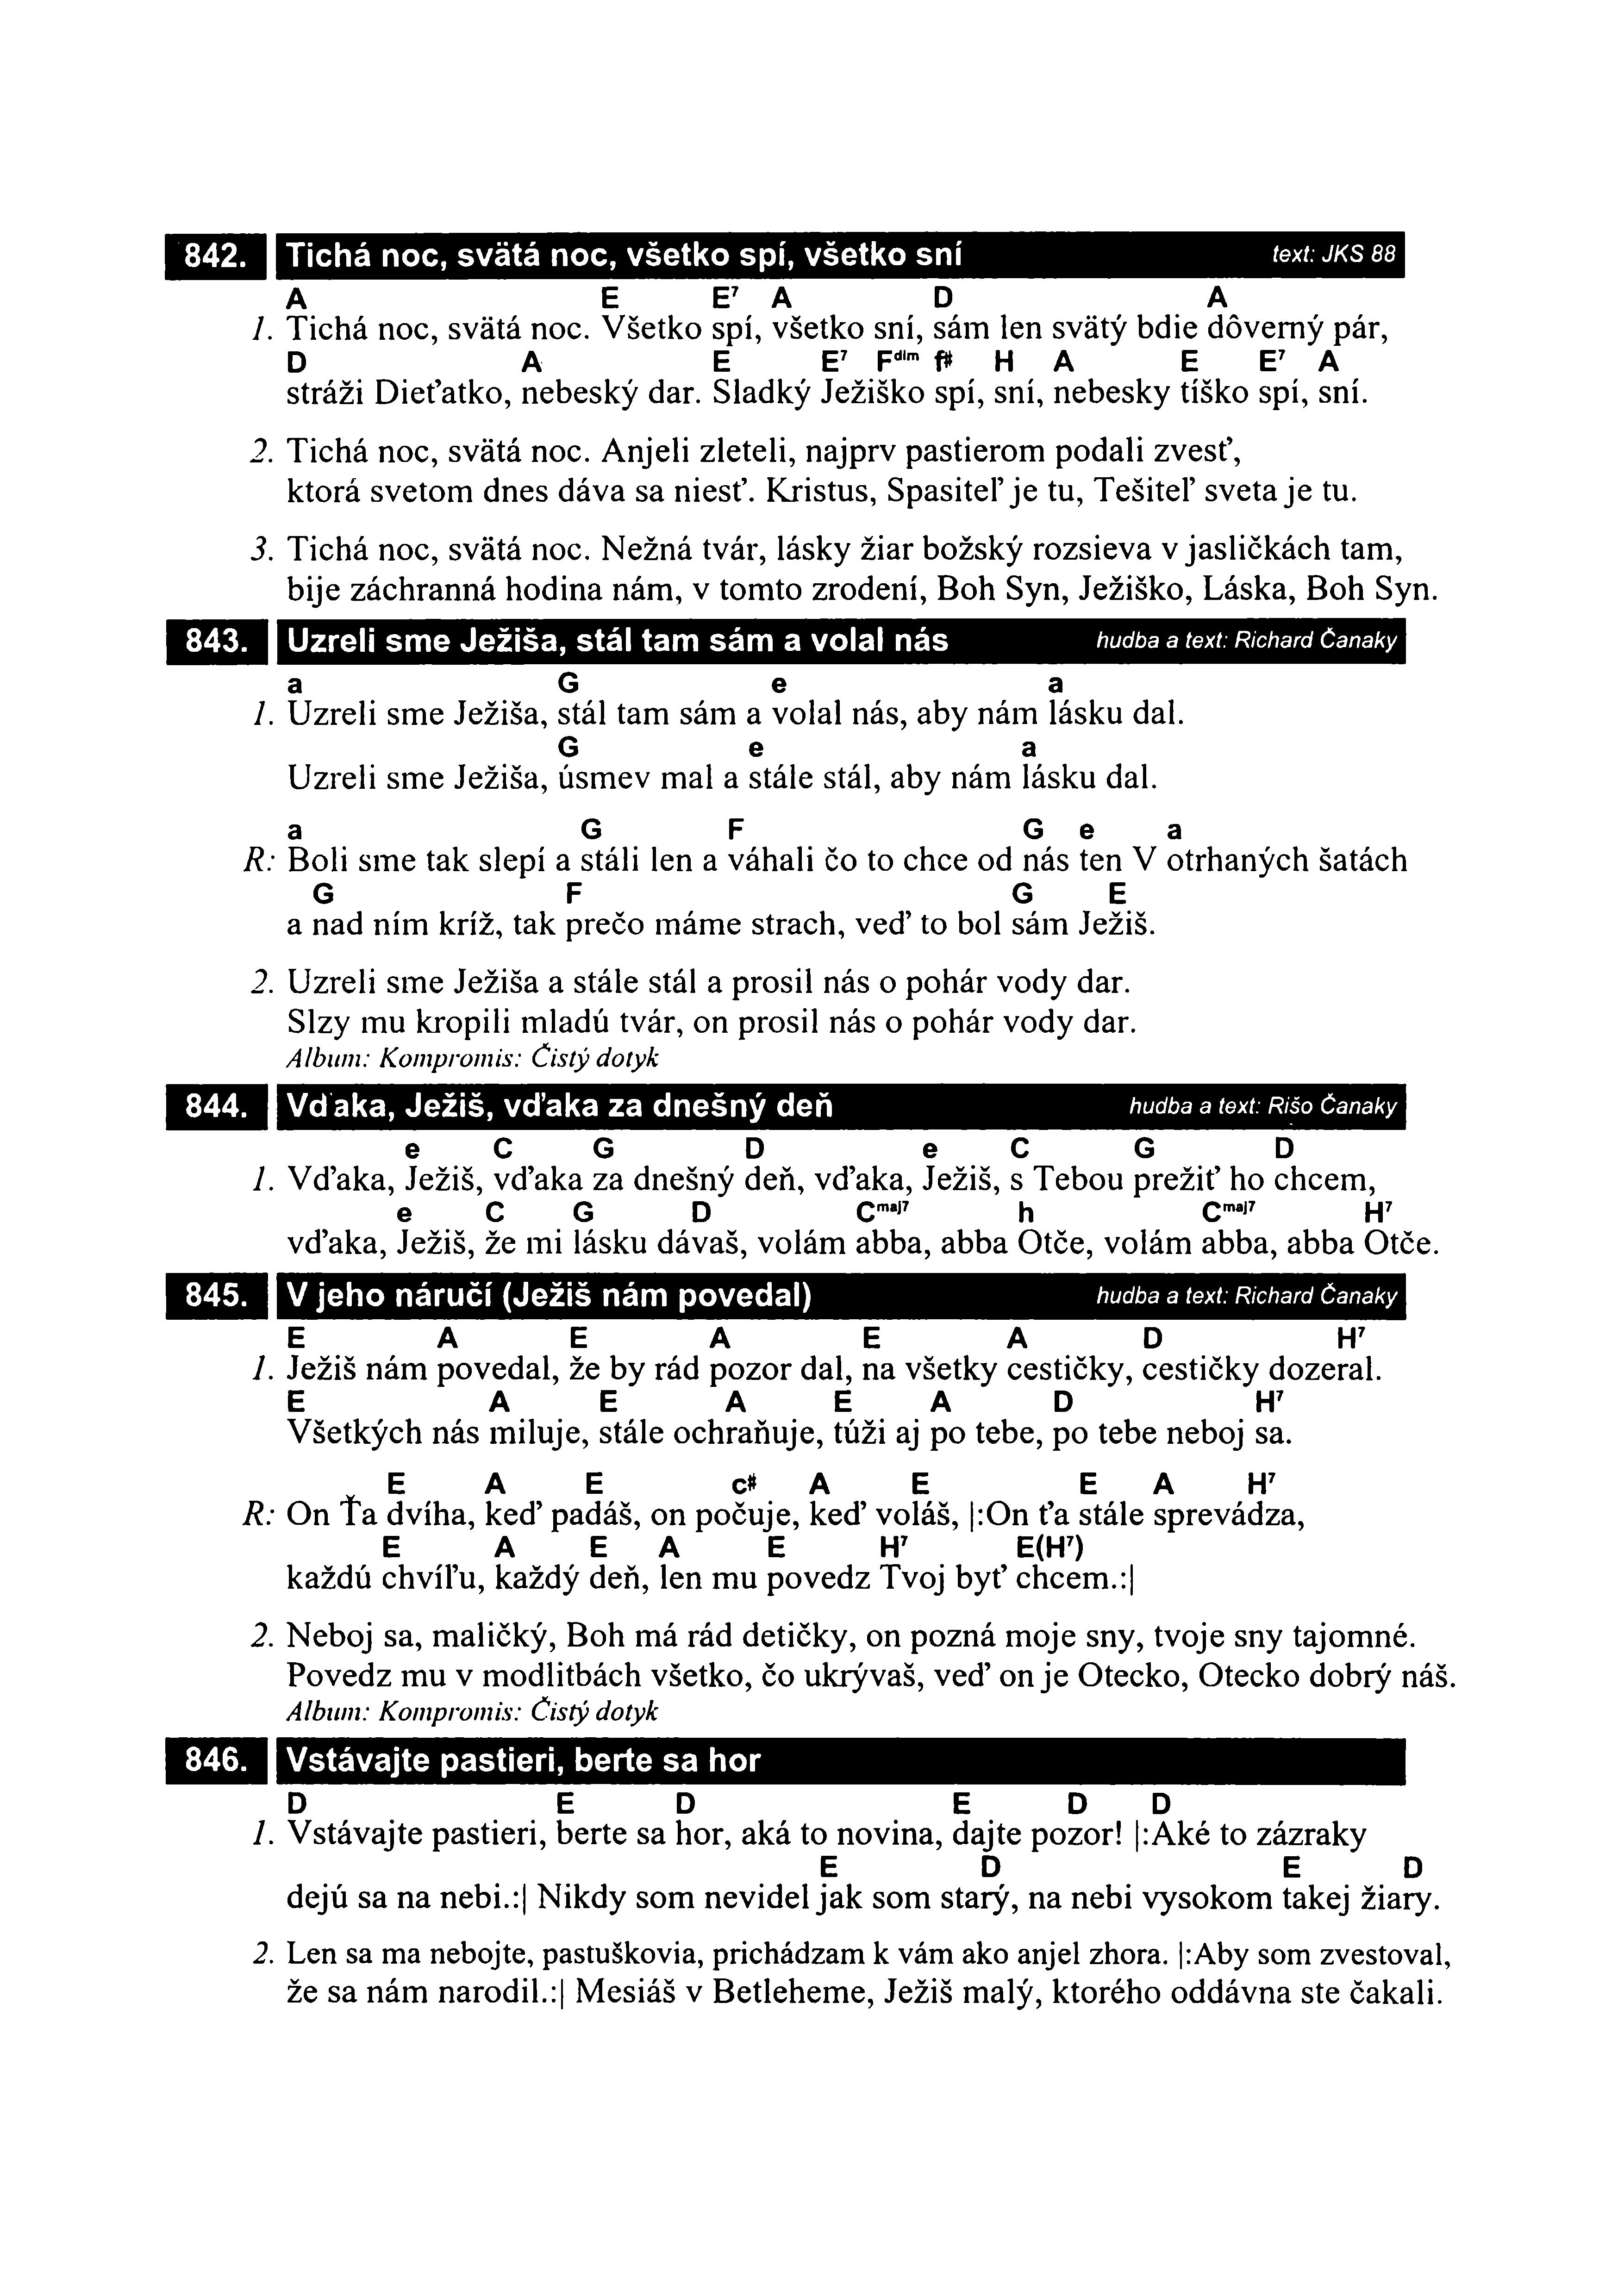 842. Tichá noc, svätá noc, všetko spí, všetko sní text: JKS 88
A E E⁷ A D A
1. Tichá noc, svätá noc. Všetko spí, všetko sní, sám len svätý bdie dôverný pár,
D A E E⁷ Fdim f# H A E E⁷ A
stráži Dieťatko, nebeský dar. Sladký Ježiško spí, sní, nebesky tíško spí, sní.
2. Tichá noc, svätá noc. Anjeli zleteli, najprv pastierom podali zvesť,
ktorá svetom dnes dáva sa niesť. Kristus, Spasiteľ je tu, Tešiteľ sveta je tu.
3. Tichá noc, svätá noc. Nežná tvár, lásky žiar božský rozsieva v jasličkách tam,
bije záchranná hodina nám, v tomto zrodení, Boh Syn, Ježiško, Láska, Boh Syn.
843. Uzreli sme Ježiša, stál tam sám a volal nás hudba a text: Richard Čanaky
a G e a
1. Uzreli sme Ježiša, stál tam sám a volal nás, aby nám lásku dal.
G e a
Uzreli sme Ježiša, úsmev mal a stále stál, aby nám lásku dal.
a G F G e a
R: Boli sme tak slepí a stáli len a váhali čo to chce od nás ten V otrhaných šatách
G F G E
a nad ním kríž, tak prečo máme strach, veď to bol sám Ježiš.
2. Uzreli sme Ježiša a stále stál a prosil nás o pohár vody dar.
Slzy mu kropili mladú tvár, on prosil nás o pohár vody dar.
Album: Kompromis: Čistý dotyk
844. Vďaka, Ježiš, vďaka za dnešný deň hudba a text: Rišo Čanaky
e C G D e C G D
1. Vďaka, Ježiš, vďaka za dnešný deň, vďaka, Ježiš, s Tebou prežiť ho chcem,
e C G D Cmaj7 h Cmaj7 H⁷
vďaka, Ježiš, že mi lásku dávaš, volám abba, abba Otče, volám abba, abba Otče.
845. V jeho náručí (Ježiš nám povedal) hudba a text: Richard Čanaky
E A E A E A D H⁷
1. Ježiš nám povedal, že by rád pozor dal, na všetky cestičky, cestičky dozeral.
E A E A E A D H⁷
Všetkých nás miluje, stále ochraňuje, túži aj po tebe, po tebe neboj sa.
E A E c# A E E A H⁷
R: On Ťa dvíha, keď padáš, on počuje, keď voláš, |:On ťa stále sprevádza,
E A E A E H⁷ E(H⁷)
každú chvíľu, každý deň, len mu povedz Tvoj byť chcem.:|
2. Neboj sa, maličký, Boh má rád detičky, on pozná moje sny, tvoje sny tajomné.
Povedz mu v modlitbách všetko, čo ukrývaš, veď on je Otecko, Otecko dobrý náš.
Album: Kompromis: Čistý dotyk
846. Vstávajte pastieri, berte sa hor
D E D E D D
1. Vstávajte pastieri, berte sa hor, aká to novina, dajte pozor! |:Aké to zázraky
E D E D
dejú sa na nebi.:| Nikdy som nevidel jak som starý, na nebi vysokom takej žiary.
2. Len sa ma nebojte, pastuškovia, prichádzam k vám ako anjel zhora. |:Aby som zvestoval,
že sa nám narodil.:| Mesiáš v Betleheme, Ježiš malý, ktorého oddávna ste čakali.